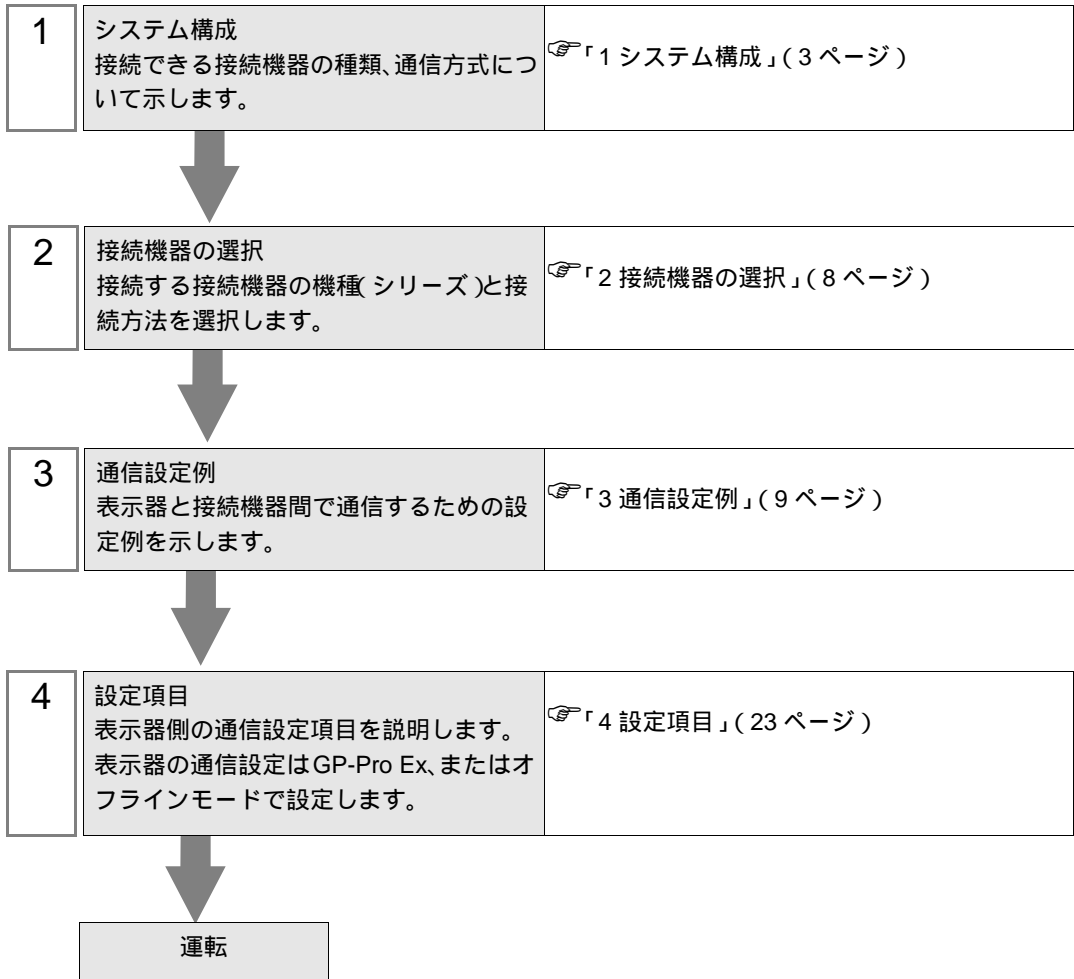 1
システム構成
接続できる接続機器の種類、通信方式につ
いて示します。
☞「1 システム構成」(3 ページ)
2
接続機器の選択
接続する接続機器の機種(シリーズ)と接
続方法を選択します。
☞「2 接続機器の選択」(8 ページ)
3
通信設定例
表示器と接続機器間で通信するための設
定例を示します。
☞「3 通信設定例」(9 ページ)
4
設定項目
表示器側の通信設定項目を説明します。
表示器の通信設定はGP-Pro Ex、またはオ
フラインモードで設定します。
☞「4 設定項目」(23 ページ)
運転